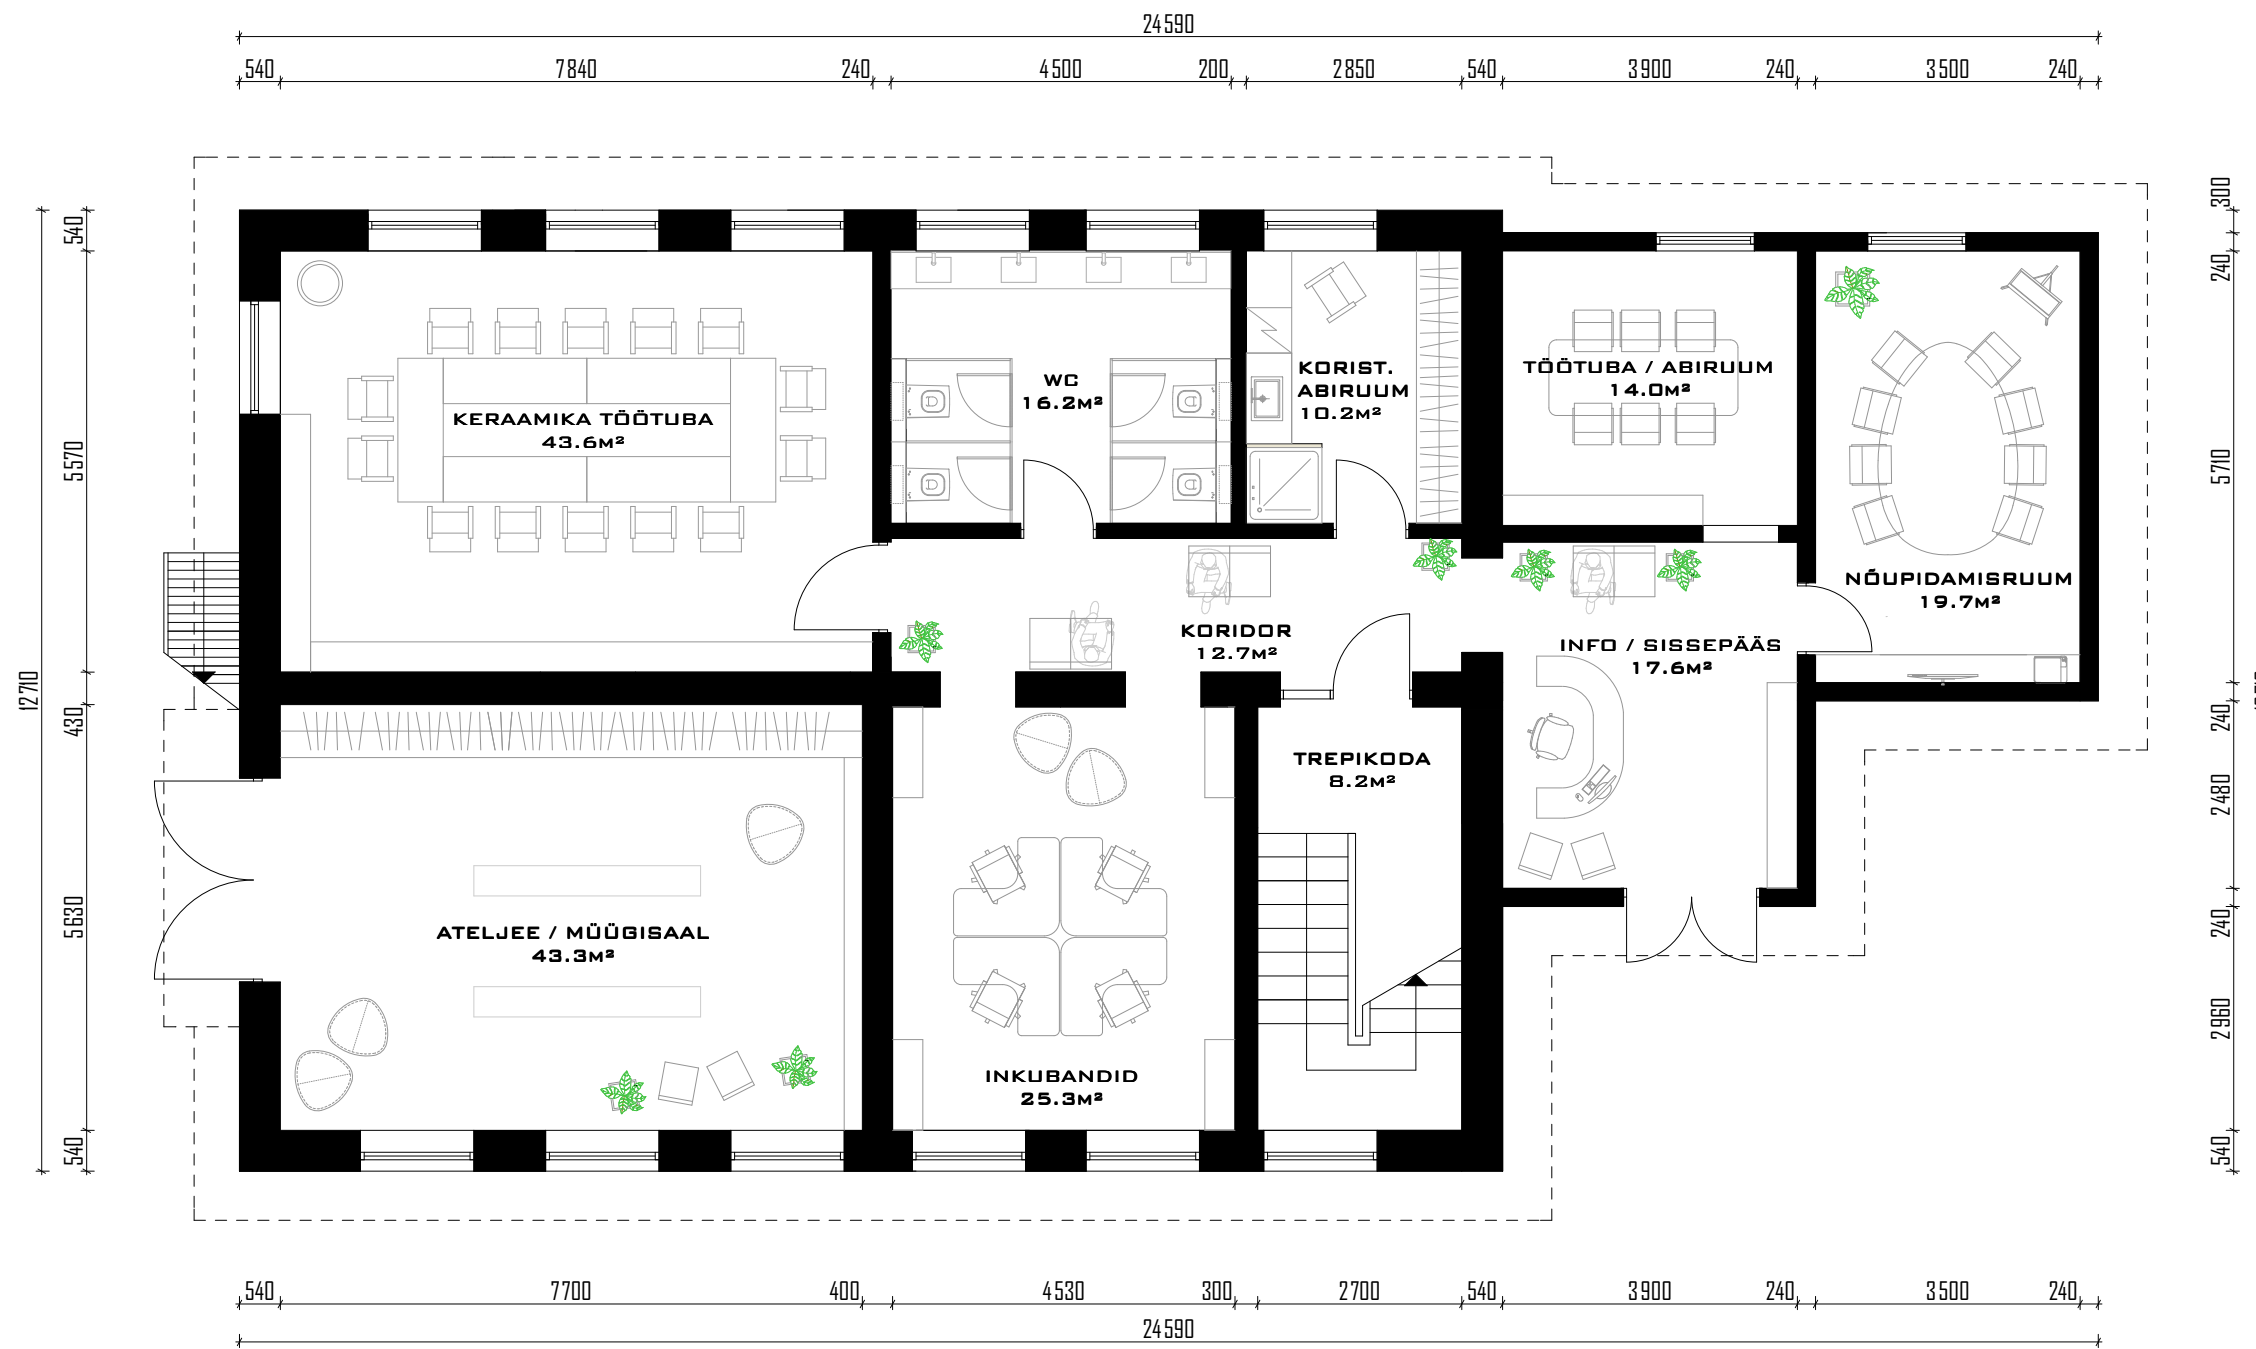 24590
540 7840 240 4500 200 2850 540 3900 240 3500 240
300
540
240
KORIST.
ABIRUUM
10.2M²
TÖÖTUBA / ABIRUUM
14.0M²
WC
16.2M²
KERAAMIKA TÖÖTUBA
43.6M²
5570
5710
NÕUPIDAMISRUUM
19.7M²
KORIDOR
12.7M²
INFO / SISSEPÄÄS
17.6M²
12710
430
240
TREPIKODA
8.2M²
2480
ATELJEE / MÜÜGISAAL
43.3M²
5630
240
2960
INKUBANDID
25.3M²
540
540
540 7700 400 4530 300 2700 540 3900 240 3500 240
24590